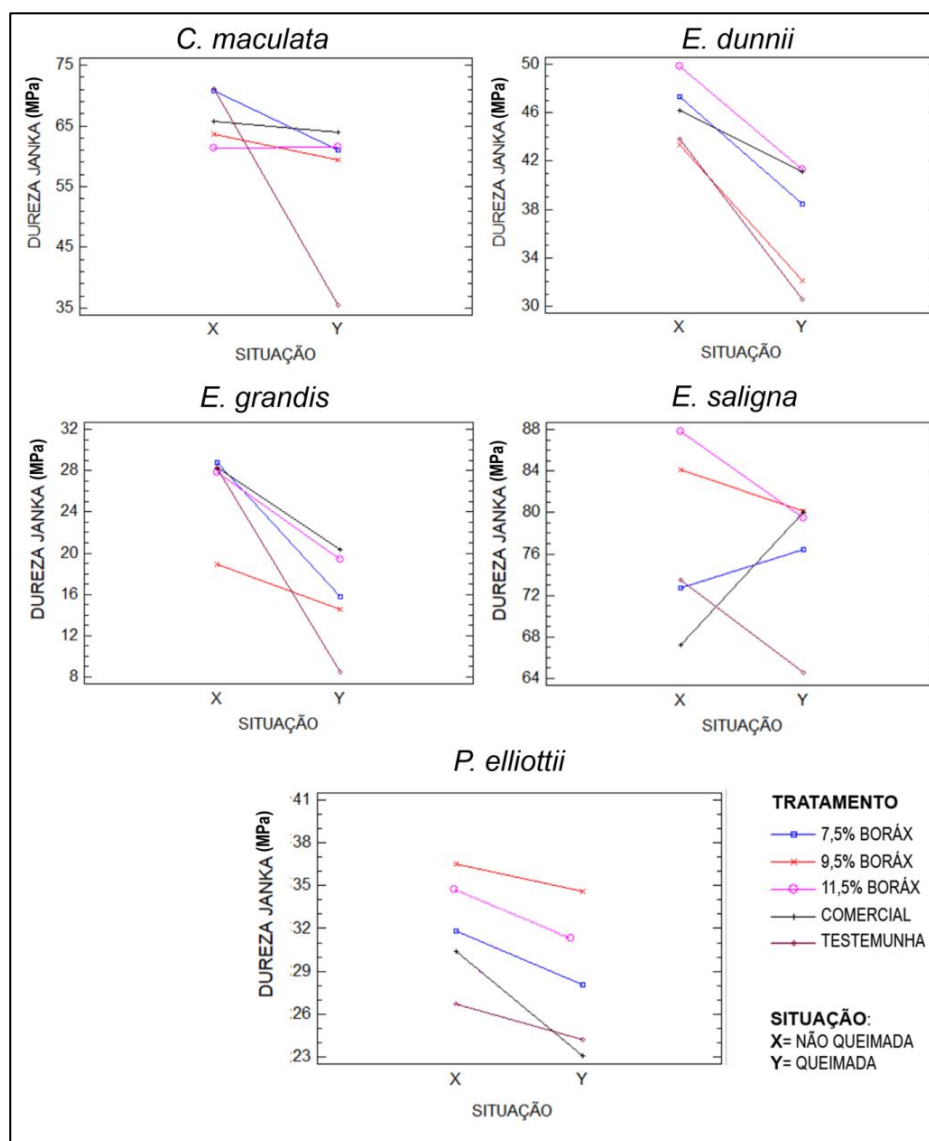 C. maculata
DUREZA JANKA (MPa)
75
65
55
45
35
X Y
SITUAÇÃO
E. dunnii
DUREZA JANKA (MPa)
50
46
42
38
34
30
X Y
SITUAÇÃO
E. grandis
DUREZA JANKA (MPa)
32
28
24
20
16
12
8
X Y
SITUAÇÃO
E. saligna
DUREZA JANKA (MPa)
88
84
80
76
72
68
64
X Y
SITUAÇÃO
P. elliottii
DUREZA JANKA (MPa)
41
38
35
32
29
26
23
X Y
SITUAÇÃO
TRATAMENTO
7,5% BORÁX
9,5% BORÁX
11,5% BORÁX
COMERCIAL
TESTEMUNHA
SITUAÇÃO:
X= NÃO QUEIMADA
Y= QUEIMADA